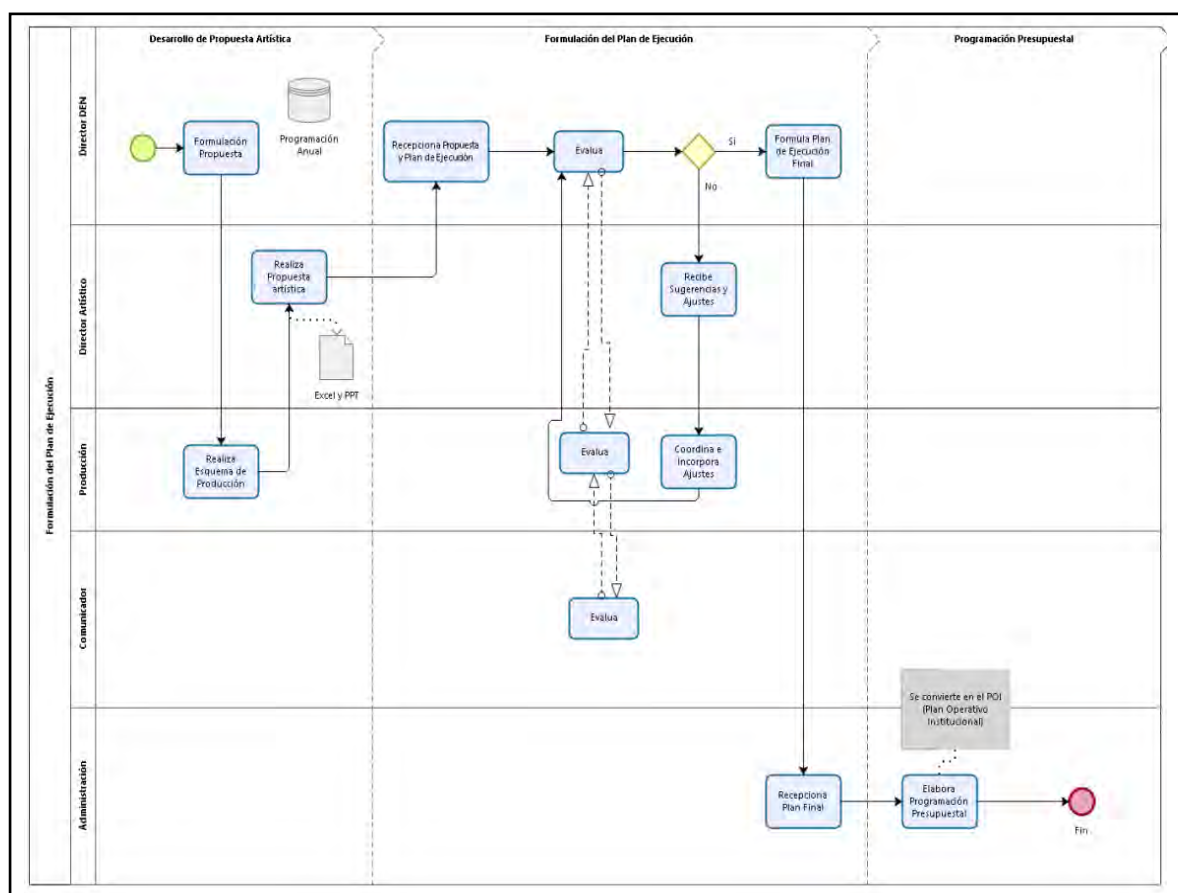 Desarrollo de Propuesta Artística
Formulación del Plan de Ejecución
Programación Presupuestal
Formulación del Plan de Ejecución
Director DEN
Formulación
Propuesta
Programación
Anual
Recepciona Propuesta
y Plan de Ejecución
Evalua
Si
No
Formula Plan
de Ejecución
Final
Director Artístico
Realiza
Propuesta
artística
Excel y PPT
Recibe
Sugerencias y
Ajustes
Producción
Realize
Esquema de
Producción
Evalua
Coordina e
Incorpora
Ajustes
Comunicador
Evalua
Administración
Se convierte en el POI
(Plan Operativo
Institucional)
Recepciona
Plan Final
Elabora
Programación
Presupuestal
Fin